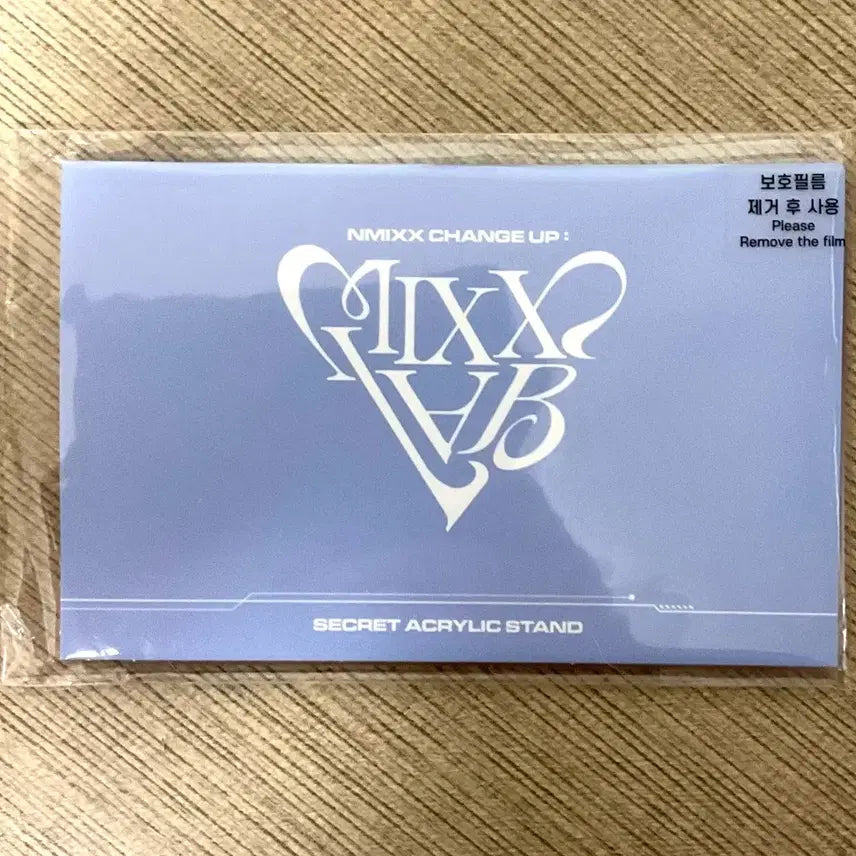 보호필름
제거 후 사용
Please
Remove the film
NMIXX CHANGE UP :
MIXX
LAB
SECRET ACRYLIC STAND